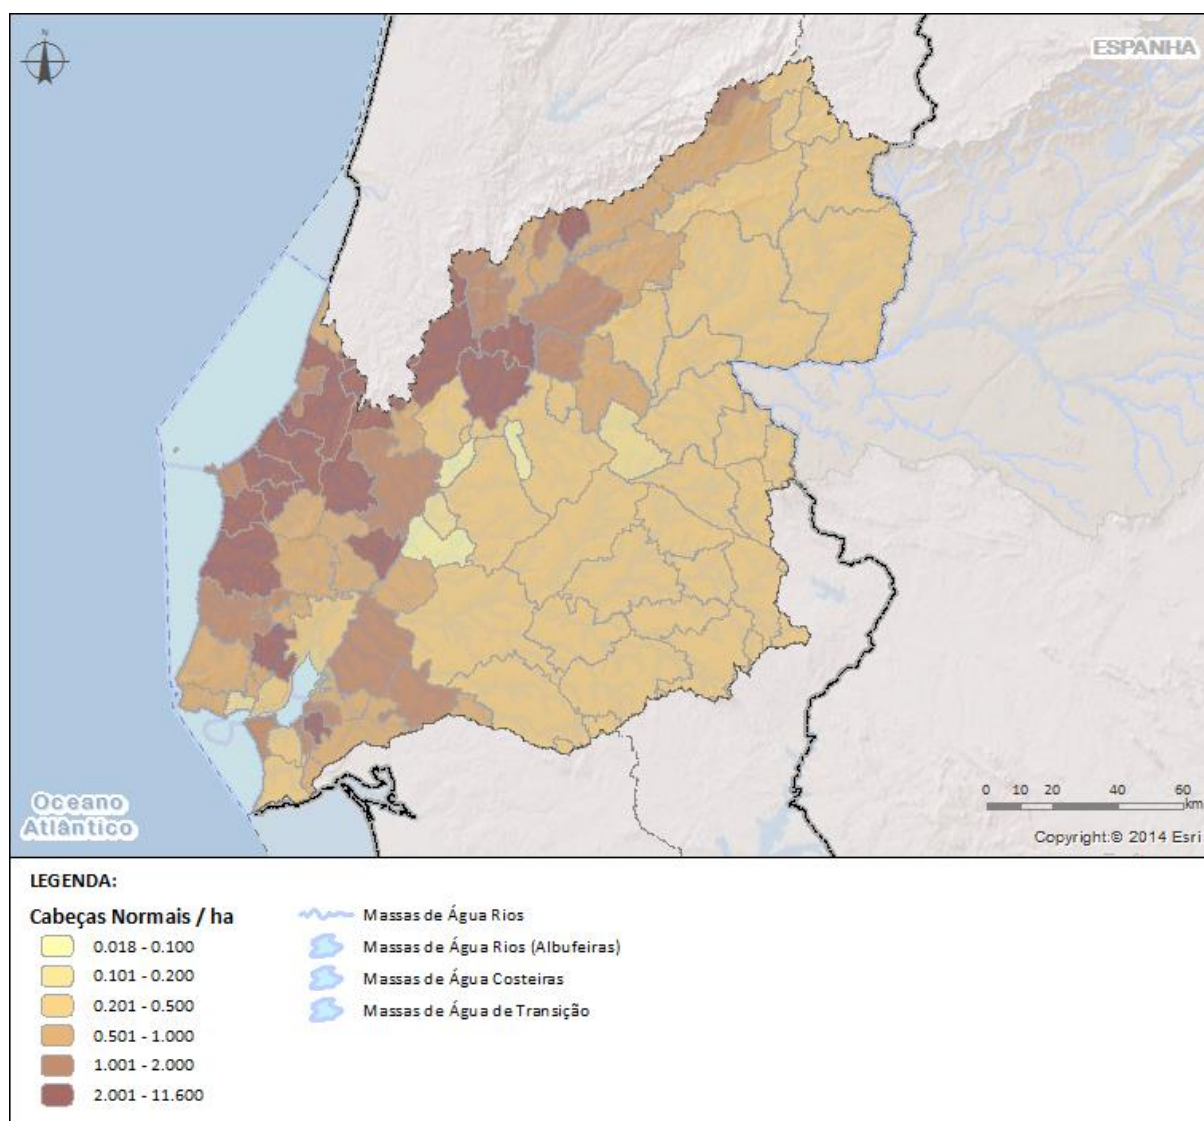 N
ESPANHA
Oceano
Atlântico
0 10 20 40 60
km
Copyright:© 2014 Esri
LEGENDA:
Cabeças Normais / ha
0.018 - 0.100
0.101 - 0.200
0.201 - 0.500
0.501 - 1.000
1.001 - 2.000
2.001 - 11.600
Massas de Água Rios
Massas de Água Rios (Albufeiras)
Massas de Água Costeiras
Massas de Água de Transição